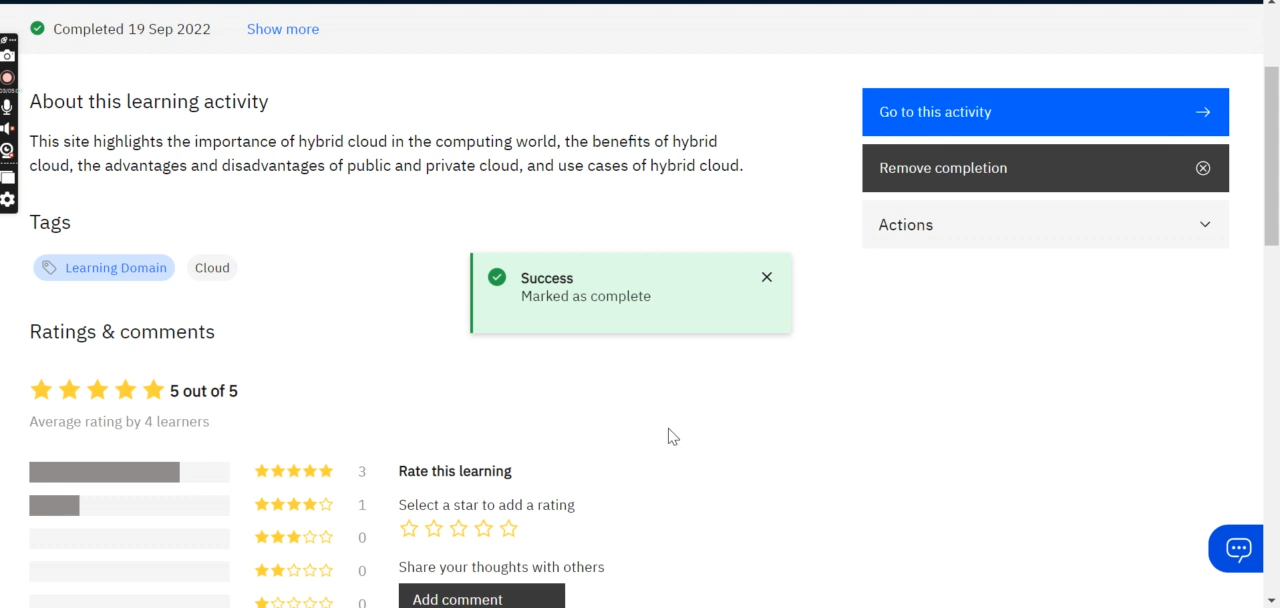 Completed 19 Sep 2022 Show more
About this learning activity
Go to this activity
This site highlights the importance of hybrid cloud in the computing world, the benefits of hybrid
cloud, the advantages and disadvantages of public and private cloud, and use cases of hybrid cloud.
Remove completion
Tags
Actions
Learning Domain Cloud
Success
Marked as complete
Ratings & comments
5 out of 5
Average rating by 4 learners
3
1
0
0
0
Rate this learning
Select a star to add a rating
Share your thoughts with others
Add comment